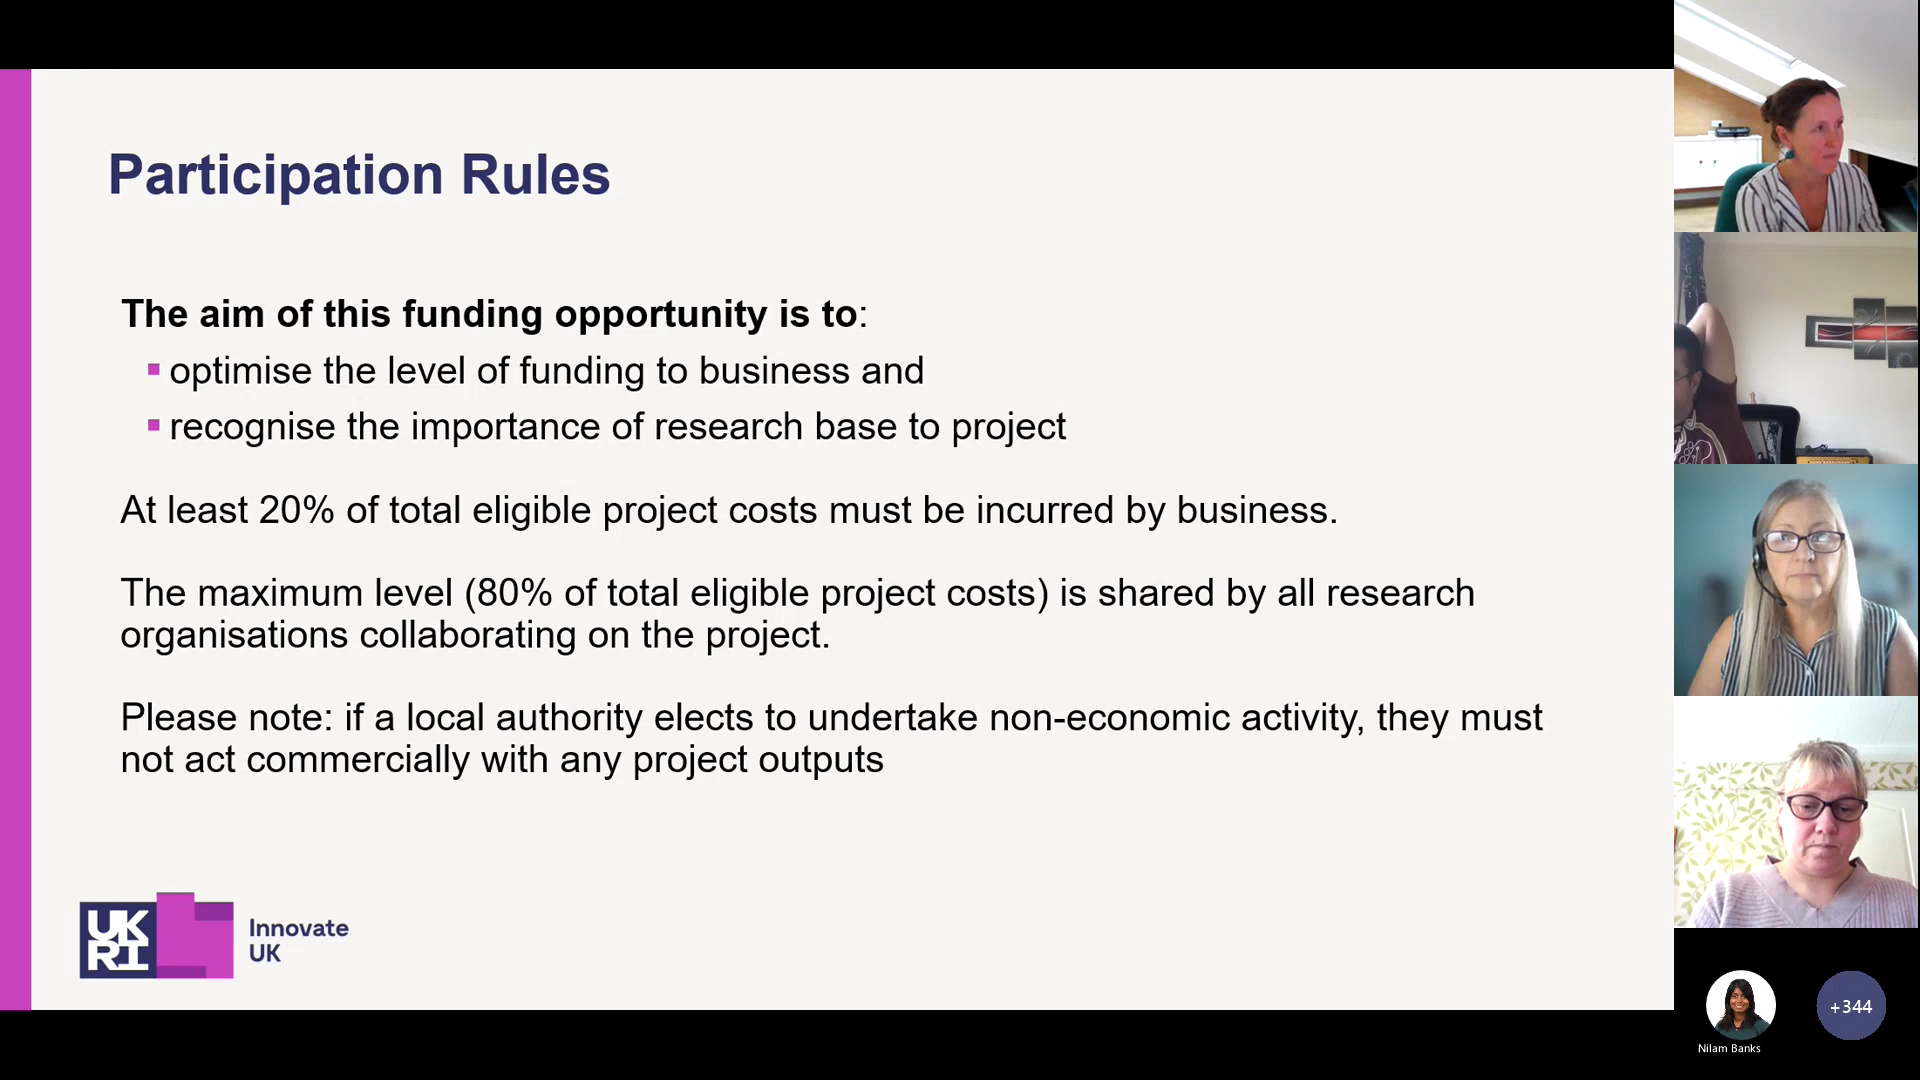 Participation Rules
The aim of this funding opportunity is to:
optimise the level of funding to business and
recognise the importance of research base to project
At least 20% of total eligible project costs must be incurred by business.
The maximum level (80% of total eligible project costs) is shared by all research
organisations collaborating on the project.
Please note: if a local authority elects to undertake non-economic activity, they must
not act commercially with any project outputs
UK
RI
Innovate
UK
+344
Nilam Banks